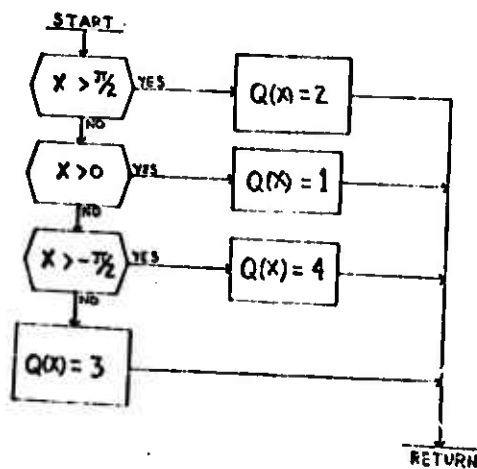 START
X > π/2
YES
Q(X) = 2
NO
X > 0
YES
Q(X) = 1
NO
X > -π/2
YES
Q(X) = 4
NO
Q(X) = 3
RETURN